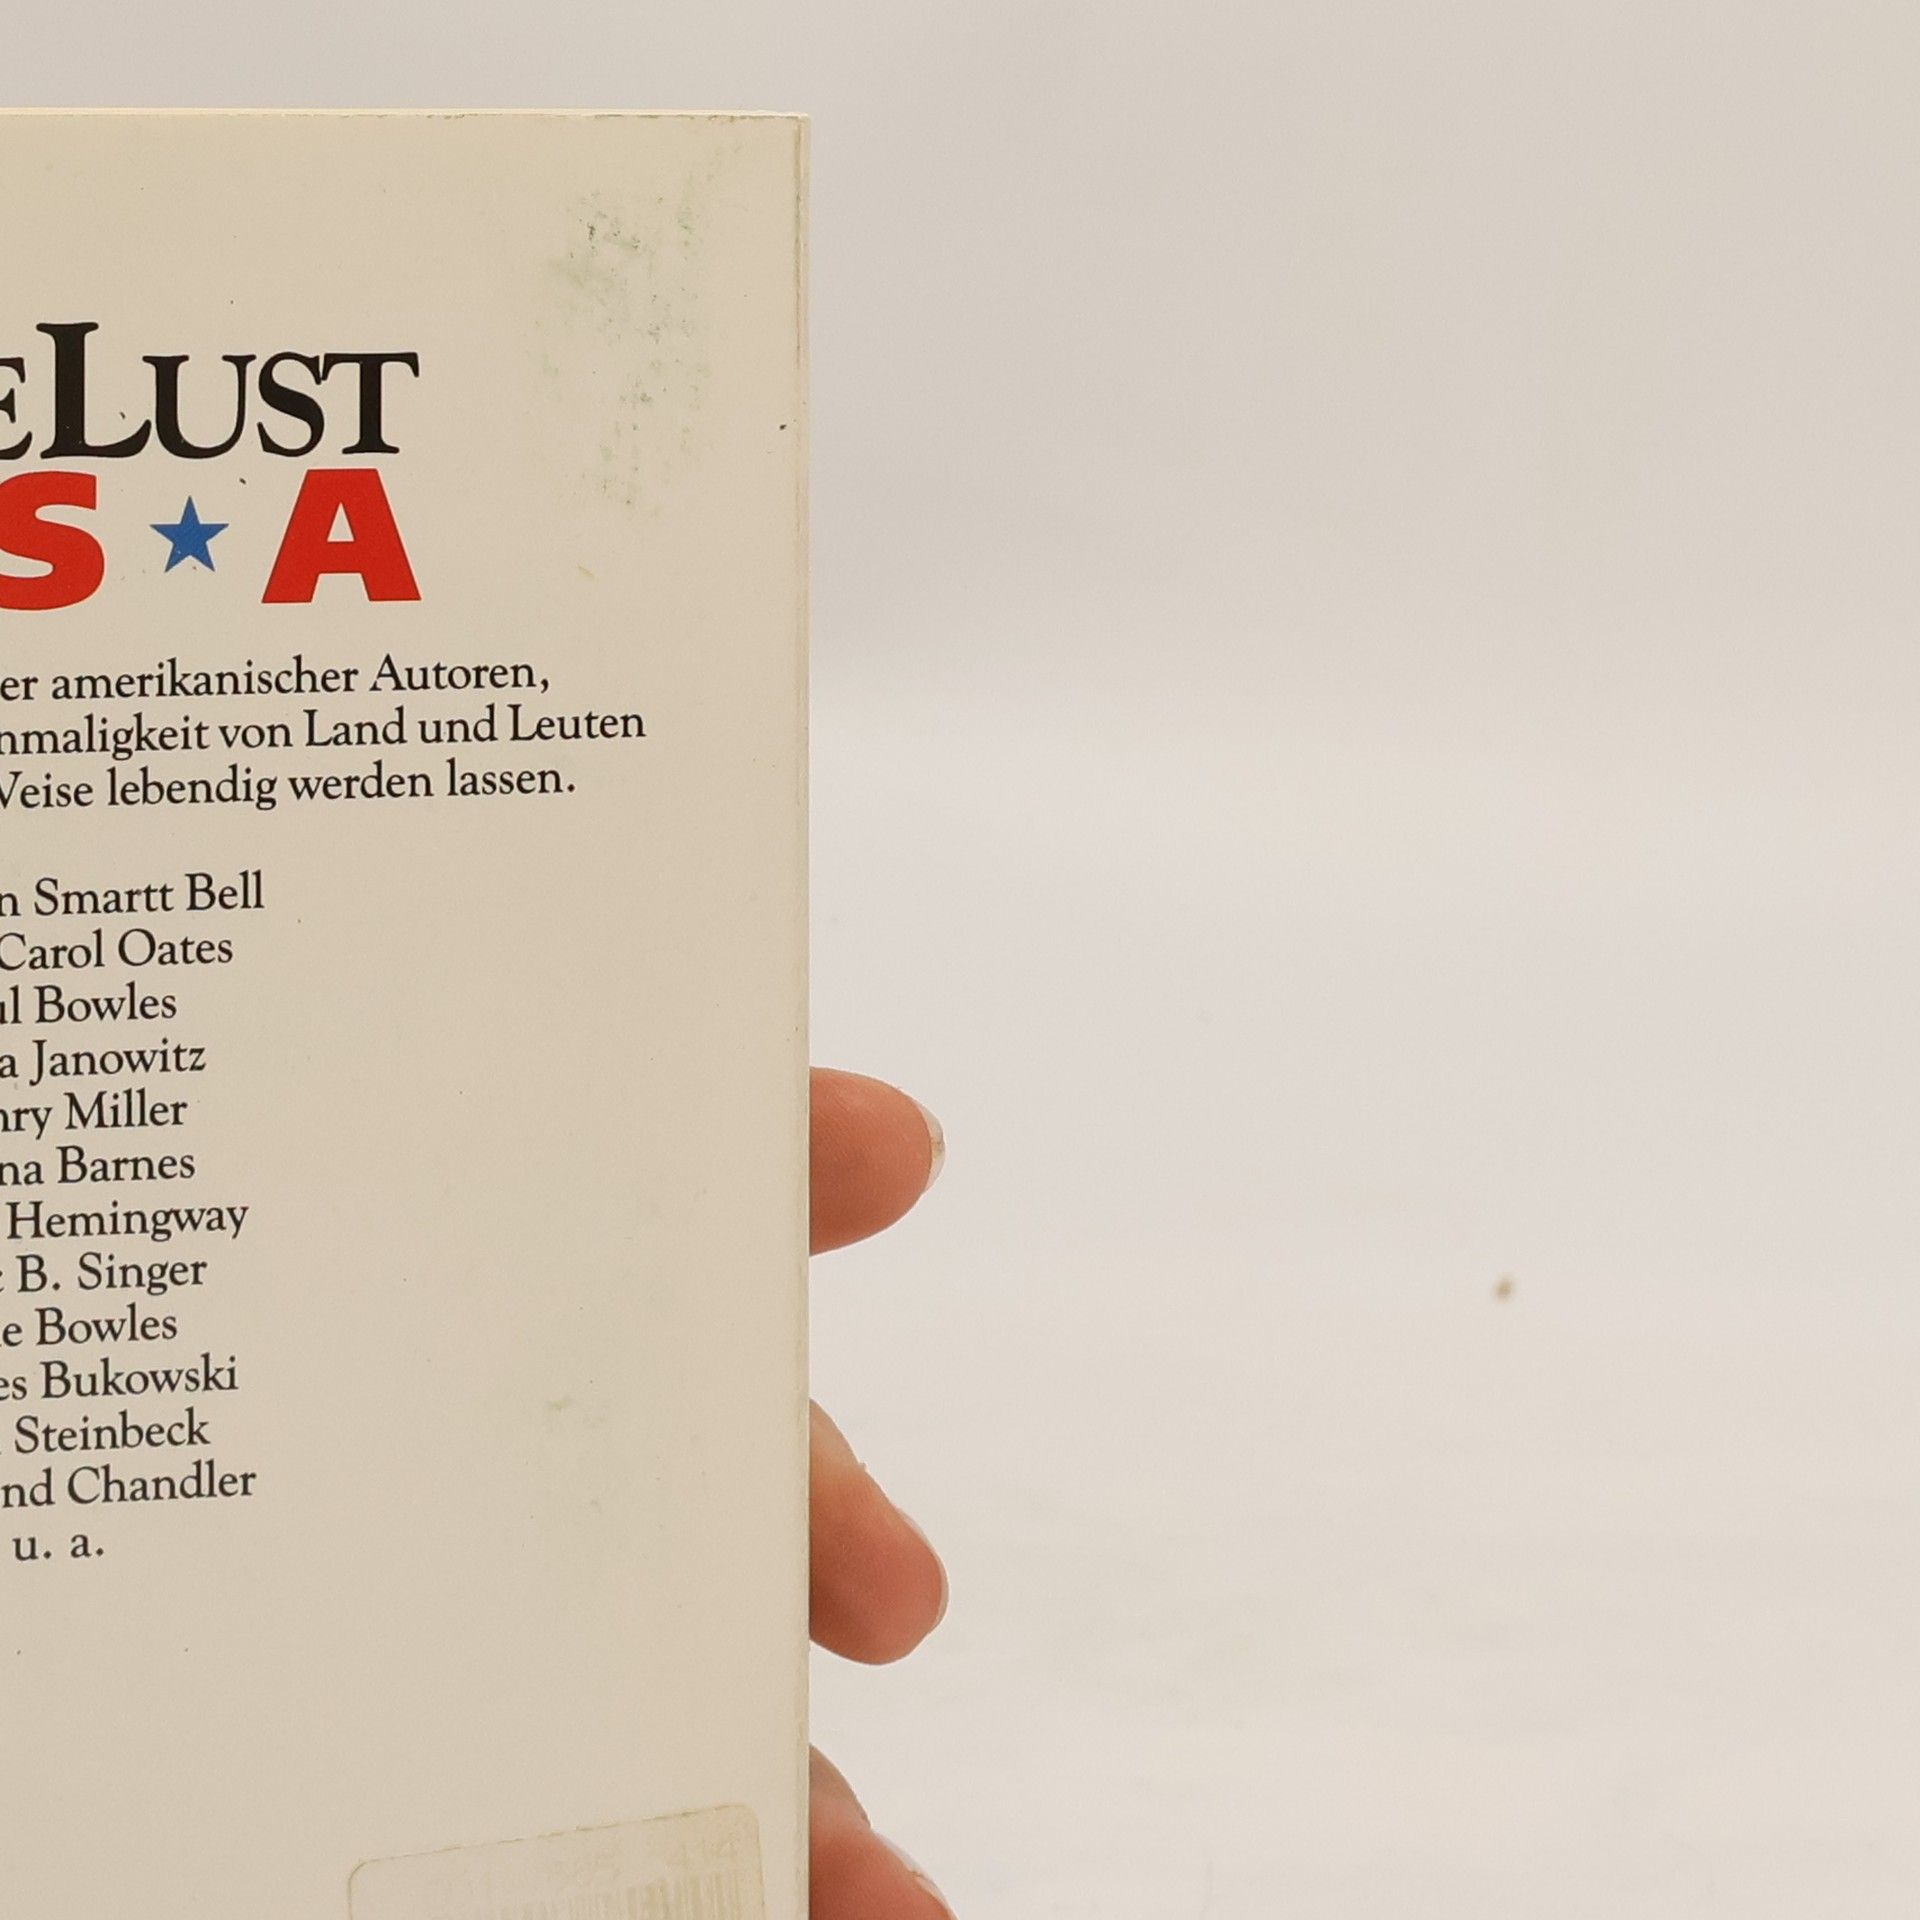 ELUST
S★A
er amerikanischer Autoren,
nmaligkeit von Land und Leuten
Weise lebendig werden lassen.
n Smartt Bell
Carol Oates
ul Bowles
a Janowitz
nry Miller
na Barnes
Hemingway
B. Singer
e Bowles
es Bukowski
Steinbeck
nd Chandler
u. a.